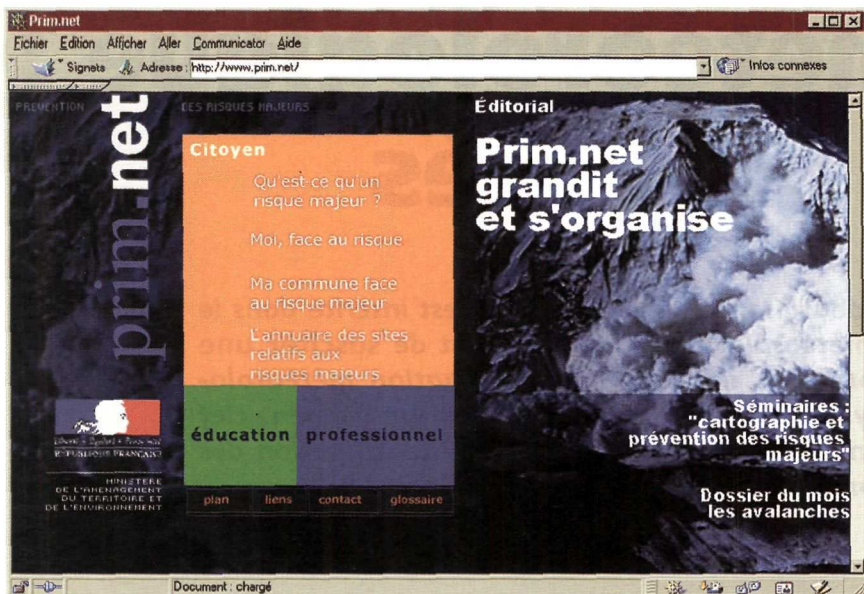 Prim.net
Fichier Edition Afficher Aller Communicator Aide
Signets Adresse : http://www.prim.net/ Infos connexes
PREVENTION DES RISQUES MAJEURS
prim.net
Citoyen
Qu'est-ce qu'un
risque majeur ?
Moi, face au risque
Ma commune face
au risque majeur
L'annuaire des sites
relatifs aux
risques majeurs
éducation professionnel
plan liens contact glossaire
Liberté • Égalité • Fraternité
RÉPUBLIQUE FRANÇAISE
MINISTERE
DE L'AMENAGEMENT
DU TERRITOIRE ET
DE L'ENVIRONNEMENT
Éditorial
Prim.net
grandit
et s'organise
Séminaires :
"cartographie et
prévention des risques
majeurs"
Dossier du mois
les avalanches
Document : chargé